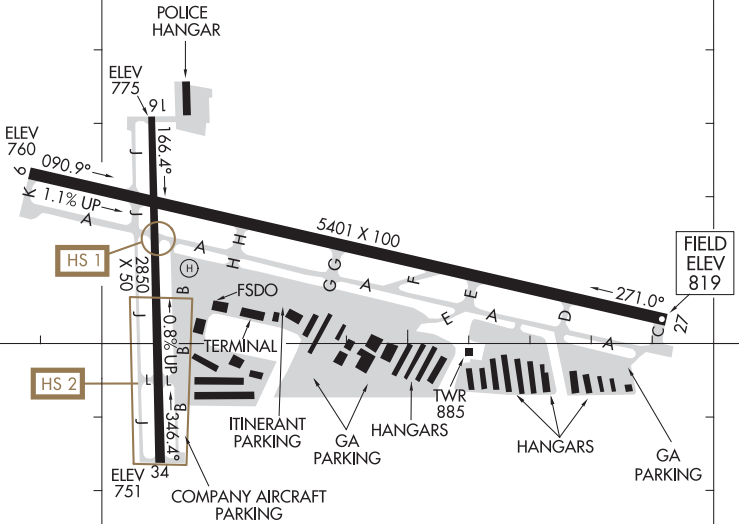 POLICE
HANGAR
ELEV
775
16
ELEV
760
9
090.9°
166.4°
J
K
1.1% UP
A
J
5401 X 100
HS 1
A
H
H
H
FIELD
ELEV
819
2850
X 50
B
FSDO
G
G
A
F
E
E
A
D
A
271.0°
C
27
J
0.8% UP
TERMINAL
HS 2
L
L
TWR
885
J
B
346.4°
ITINERANT
PARKING
GA
PARKING
HANGARS
HANGARS
GA
PARKING
ELEV
751
34
COMPANY AIRCRAFT
PARKING